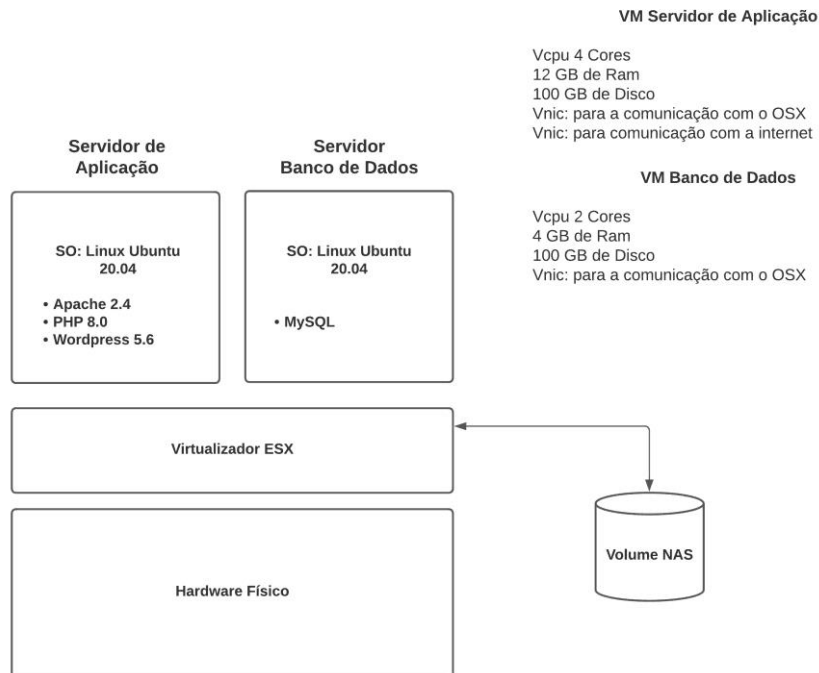 VM Servidor de Aplicação
Vcpu 4 Cores
12 GB de Ram
100 GB de Disco
Vnic: para a comunicação com o OSX
Vnic: para comunicação com a internet
VM Banco de Dados
Vcpu 2 Cores
4 GB de Ram
100 GB de Disco
Vnic: para a comunicação com o OSX
Servidor de
Aplicação
Servidor
Banco de Dados
SO: Linux Ubuntu
20.04
• Apache 2.4
• PHP 8.0
• Wordpress 5.6
SO: Linux Ubuntu
20.04
• MySQL
Virtualizador ESX
Volume NAS
Hardware Físico